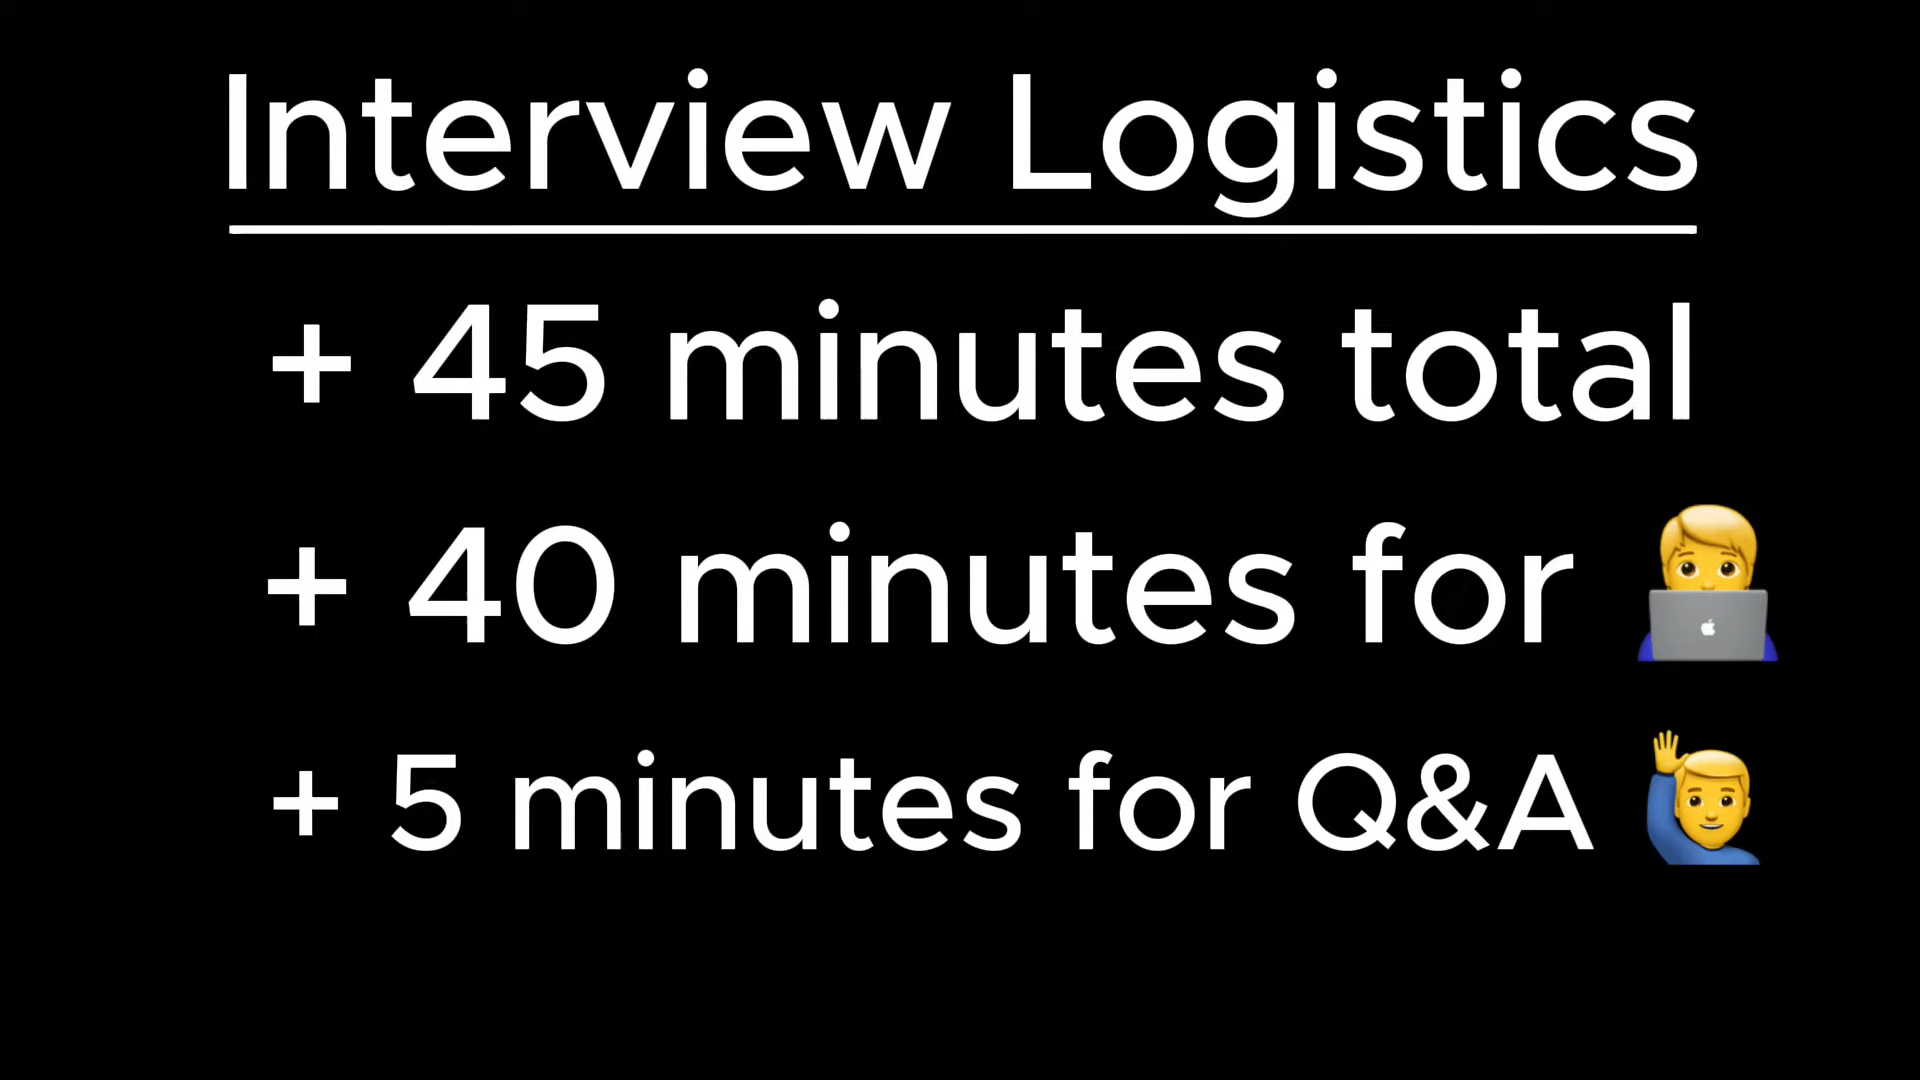 Interview Logistics
+ 45 minutes total
+ 40 minutes for 🧑‍💻
+ 5 minutes for Q&A 🙋‍♂️